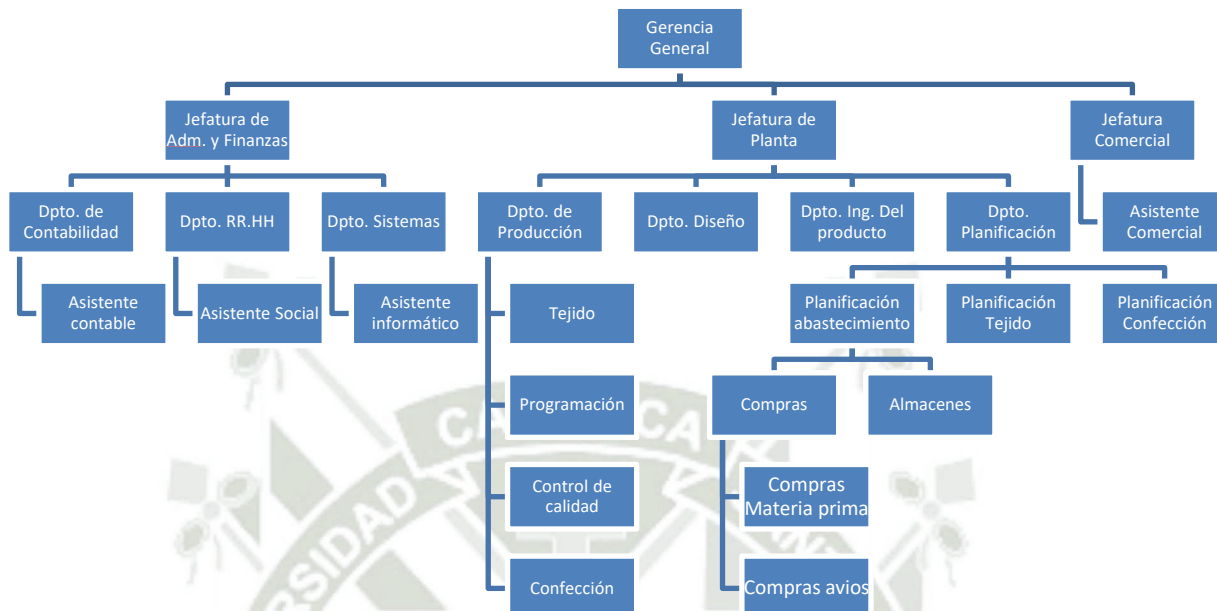 Gerencia
General
Jefatura de
Adm. y Finanzas
Jefatura de
Planta
Jefatura
Comercial
Dpto. de
Contabilidad
Dpto. RR.HH
Dpto. Sistemas
Dpto. de
Producción
Dpto. Diseño
Dpto. Ing. Del
producto
Dpto.
Planificación
Asistente
Comercial
Asistente
contable
Asistente Social
Asistente
informático
Tejido
Planificación
abastecimiento
Planificación
Tejido
Planificación
Confección
Programación
Compras
Almacenes
Control de
calidad
Compras
Materia prima
Confección
Compras avios